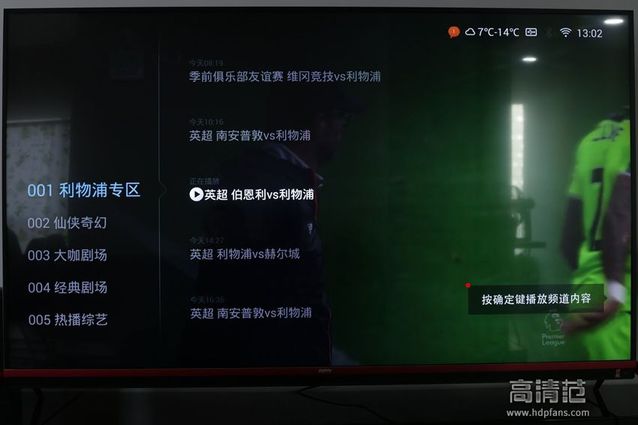 7℃-14℃
13:02
今天08:19
季前俱乐部友谊赛 维冈竞技vs利物浦
今天10:16
英超 南安普敦vs利物浦
正在播放
英超 伯恩利vs利物浦
今天14:27
英超 利物浦vs赫尔城
今天16:35
英超 南安普敦vs利物浦
001 利物浦专区
002 仙侠奇幻
003 大咖剧场
004 经典剧场
005 热播综艺
按确定键播放频道内容
Premier
League
高清范
www.hdpfans.com